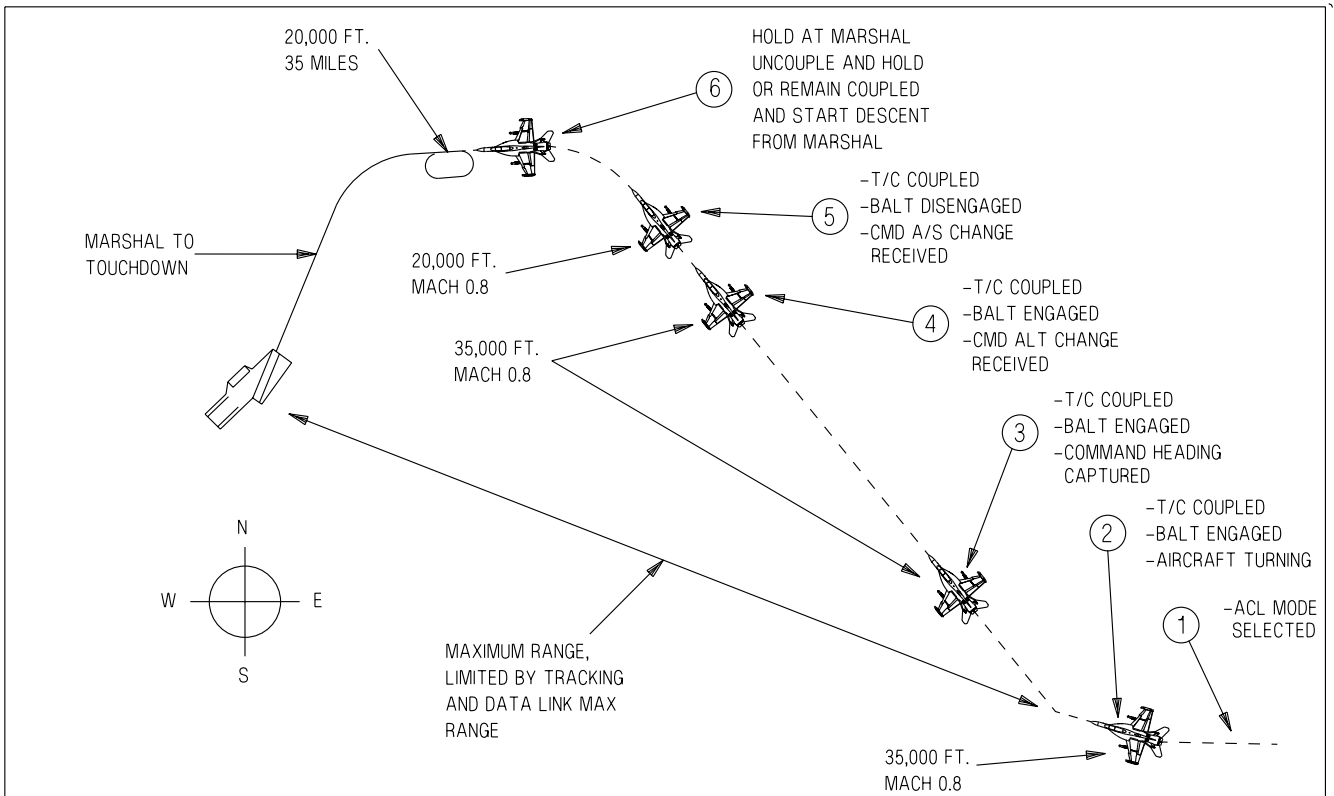 20,000 FT.
35 MILES
HOLD AT MARSHAL
UNCOUPLE AND HOLD
OR REMAIN COUPLED
AND START DESCENT
FROM MARSHAL
6
-T/C COUPLED
-BALT DISENGAGED
-CMD A/S CHANGE
RECEIVED
5
MARSHAL TO
TOUCHDOWN
20,000 FT.
MACH 0.8
-T/C COUPLED
-BALT ENGAGED
-CMD ALT CHANGE
RECEIVED
4
35,000 FT.
MACH 0.8
-T/C COUPLED
-BALT ENGAGED
-COMMAND HEADING
CAPTURED
3
-T/C COUPLED
-BALT ENGAGED
-AIRCRAFT TURNING
2
-ACL MODE
SELECTED
1
N
W
E
S
MAXIMUM RANGE,
LIMITED BY TRACKING
AND DATA LINK MAX
RANGE
35,000 FT.
MACH 0.8